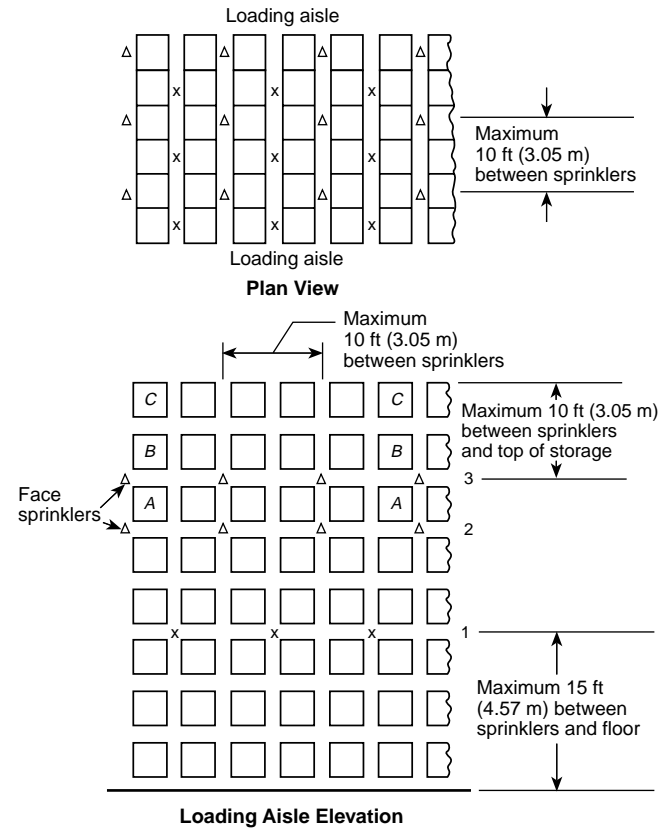 Loading aisle
Δ Δ Δ Δ
x x x
Δ Δ Δ Δ
x x x
Δ Δ Δ Δ
x x x
Maximum
10 ft (3.05 m)
between sprinklers
Loading aisle
Plan View
Maximum
10 ft (3.05 m)
between sprinklers
C C
Maximum 10 ft (3.05 m)
between sprinklers
and top of storage
B B
Δ Δ Δ Δ 3
Face
sprinklers
A A
Δ Δ Δ Δ 2
x x x 1
Maximum 15 ft
(4.57 m) between
sprinklers and floor
Loading Aisle Elevation